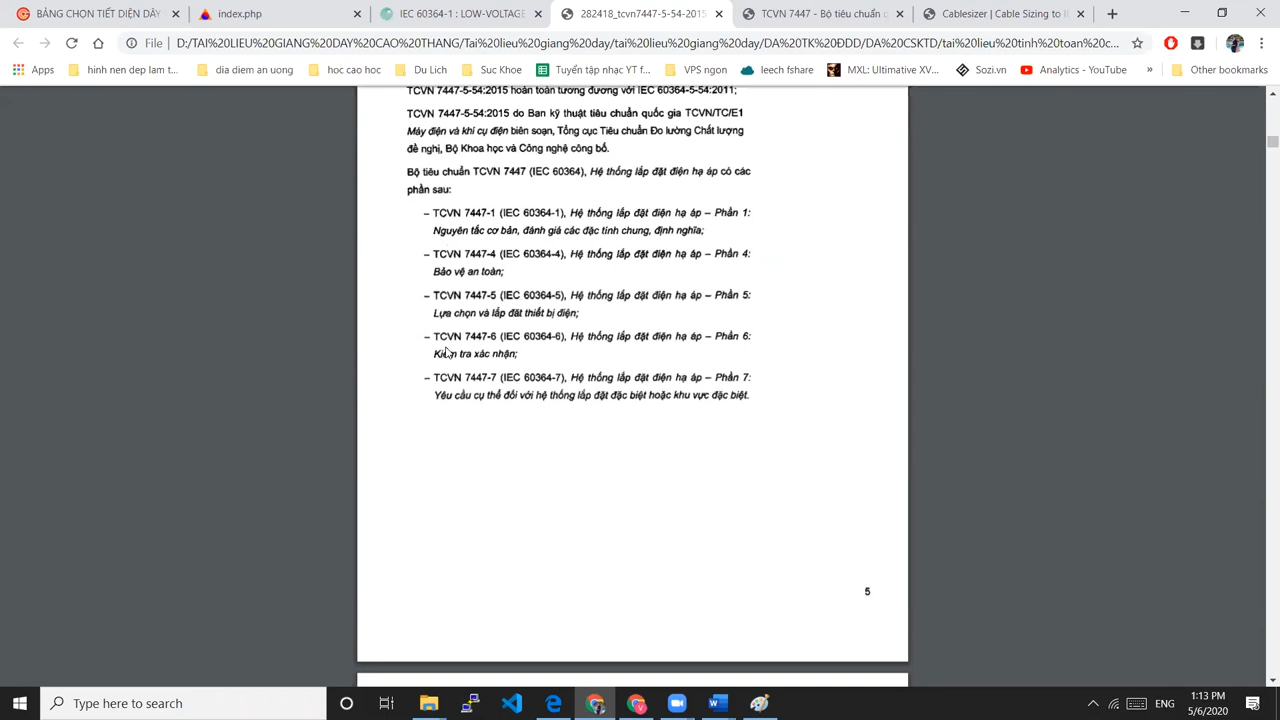 BẢNG CHỌN TIẾT DIỆN DÂY
index.php
IEC 60364-1 : LOW-VOLTAGE
282418_tcvn7447-5-54-2015
TCVN 7447 - Bộ tiêu chuẩn q
Cablesizer | Cable Sizing to IE
File
D:/TAI%20LIEU%20GIANG%20DAY%20CAO%20THANG/Tai%20lieu%20giang%20day/tai%20lieu%20giang%20day/DA%20TK%20ĐDD/DA%20CSKTD/tai%20lieu%20tinh%20toan%20c...
Apps
hinh nen dep lam t...
dia diem an uong
hoc cao hoc
Du Lich
Suc Khoe
Tuyển tập nhạc YT f...
VPS ngon
leech fshare
MXL: Ultimative XV...
Sozi.vn
Analytics - YouTube
»
Other bookmarks
TCVN 7447-5-54:2015 hoàn toàn tương đương với IEC 60364-5-54:2011;
TCVN 7447-5-54:2015 do Ban kỹ thuật tiêu chuẩn quốc gia TCVN/TC/E1
Máy điện và khí cụ điện biên soạn, Tổng cục Tiêu chuẩn Đo lường Chất lượng
đề nghị, Bộ Khoa học và Công nghệ công bố.
Bộ tiêu chuẩn TCVN 7447 (IEC 60364), Hệ thống lắp đặt điện hạ áp có các
phần sau:
– TCVN 7447-1 (IEC 60364-1), Hệ thống lắp đặt điện hạ áp – Phần 1:
Nguyên tắc cơ bản, đánh giá các đặc tính chung, định nghĩa;
– TCVN 7447-4 (IEC 60364-4), Hệ thống lắp đặt điện hạ áp – Phần 4:
Bảo vệ an toàn;
– TCVN 7447-5 (IEC 60364-5), Hệ thống lắp đặt điện hạ áp – Phần 5:
Lựa chọn và lắp đặt thiết bị điện;
– TCVN 7447-6 (IEC 60364-6), Hệ thống lắp đặt điện hạ áp – Phần 6:
Kiểm tra xác nhận;
– TCVN 7447-7 (IEC 60364-7), Hệ thống lắp đặt điện hạ áp – Phần 7:
Yêu cầu cụ thể đối với hệ thống lắp đặt đặc biệt hoặc khu vực đặc biệt.
5
Type here to search
ENG
1:13 PM
5/6/2020